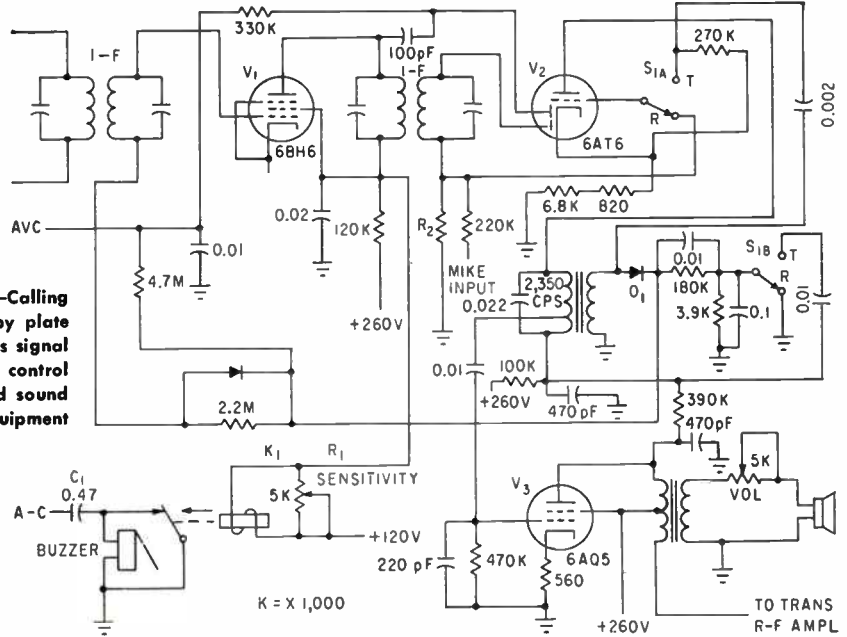 330K
I-F
V1
100pF
I-F
6BH6
V2
6AT6
S1A
T
R
270K
0.002
AVC
0.01
4.7M
0.02
120K
+260V
R2
220K
MIKE
INPUT
6.8K
820
2,350
CPS
0.022
D1
0.01
180K
3.9K
0.1
S1B
T
R
0.01
–Calling
by plate
s signal
control
d sound
quipment
2.2M
0.01
100K
+260V
470 pF
390K
470pF
5K
VOL
K1
R1
SENSITIVITY
5K
+120V
C1
0.47
A-C
BUZZER
K = X 1,000
V3
6AQ5
220 pF
470K
560
+260V
TO TRANS
R-F AMPL